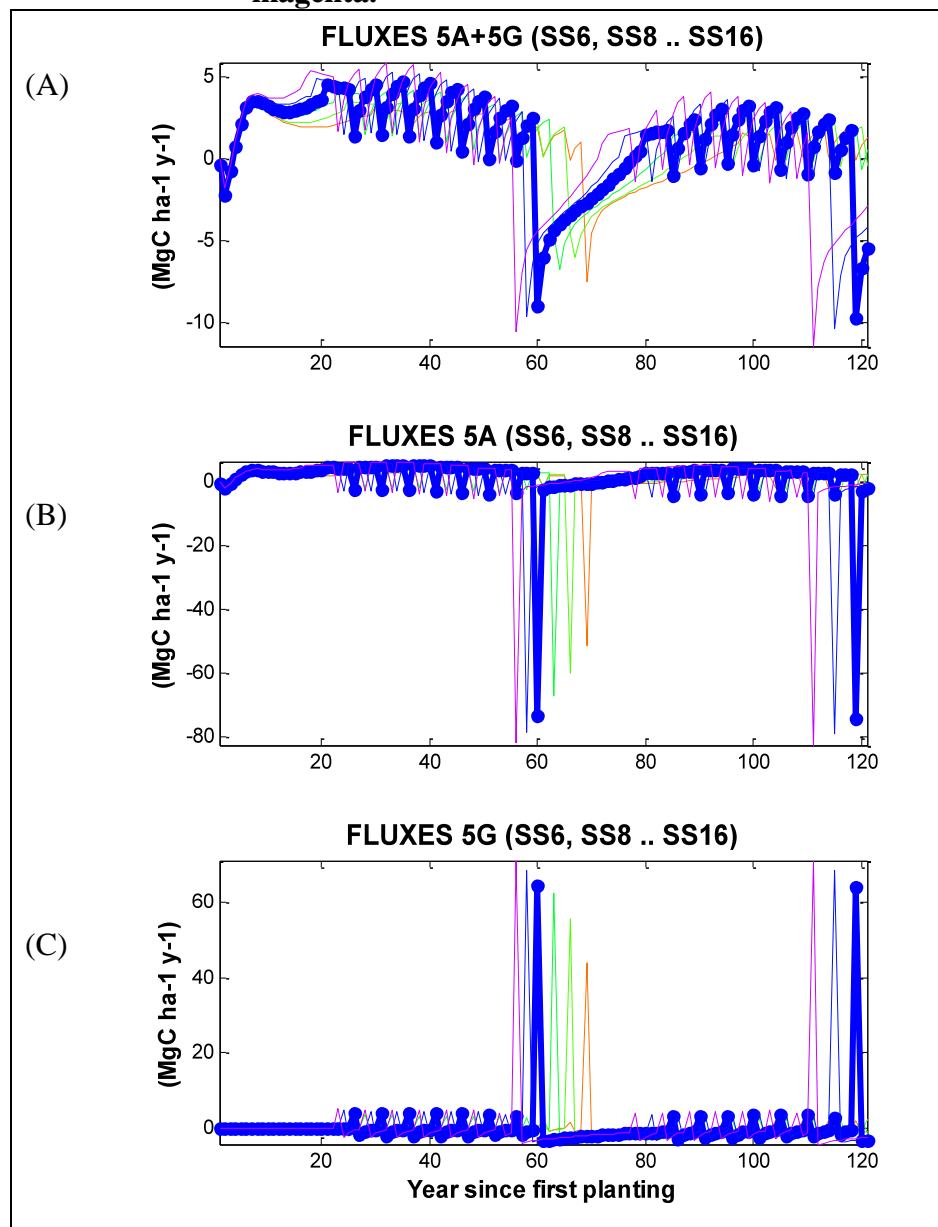 magenta.
FLUXES 5A+5G (SS6, SS8 .. SS16)
(A)
(MgC ha-1 y-1)
5
0
-5
-10
20 40 60 80 100 120
FLUXES 5A (SS6, SS8 .. SS16)
(B)
(MgC ha-1 y-1)
0
-20
-40
-60
-80
20 40 60 80 100 120
FLUXES 5G (SS6, SS8 .. SS16)
(C)
(MgC ha-1 y-1)
60
40
20
0
20 40 60 80 100 120
Year since first planting